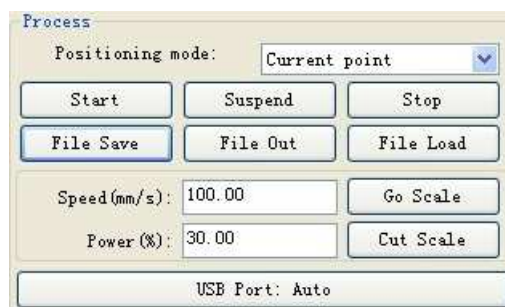 Process
Positioning mode: Current point
Start Suspend Stop
File Save File Out File Load
Speed(mm/s): 100.00 Go Scale
Power(%): 30.00 Cut Scale
USB Port: Auto